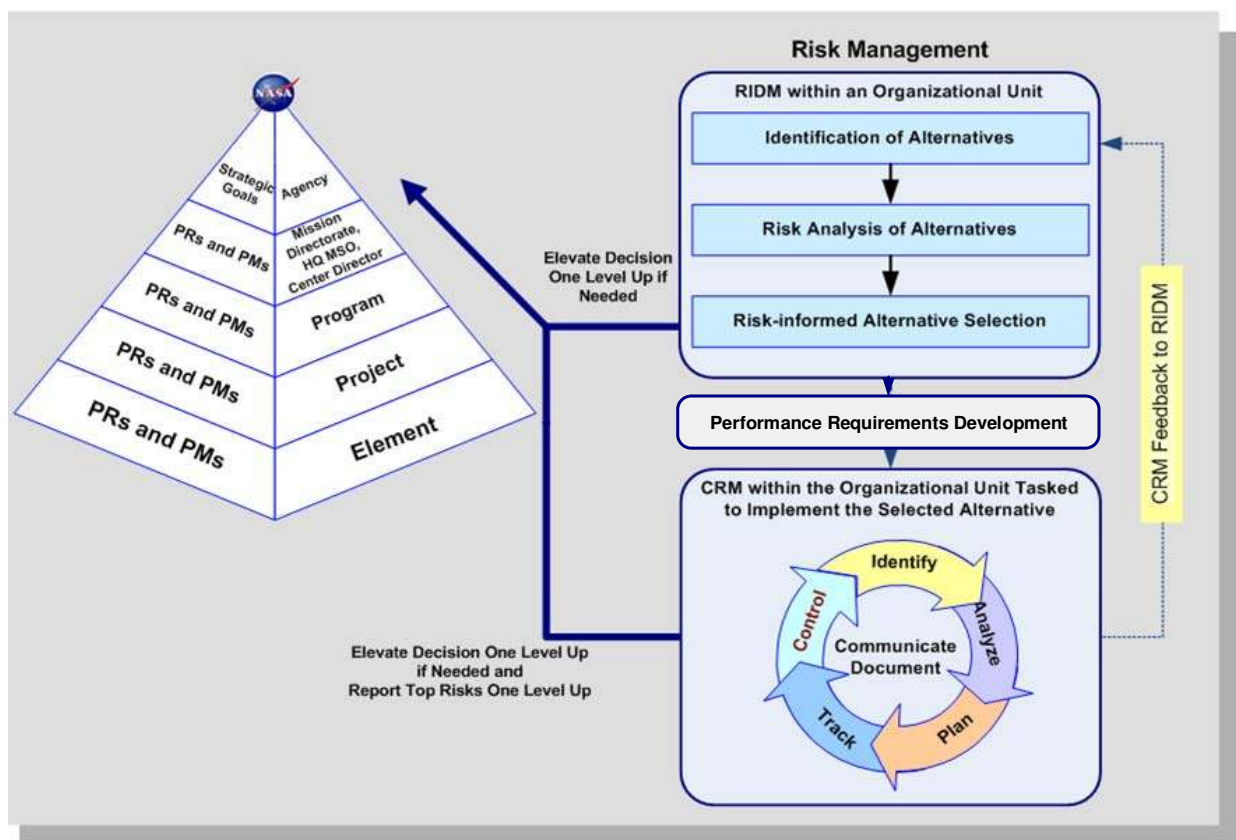 Risk Management
NASA
Strategic
Goals
Agency
PRs and PMs
Mission
Directorate,
HQ MSO,
Center Director
PRs and PMs
Program
PRs and PMs
Project
PRs and PMs
Element
RIDM within an Organizational Unit
Identification of Alternatives
Risk Analysis of Alternatives
Risk-informed Alternative Selection
Elevate Decision
One Level Up if
Needed
Performance Requirements Development
CRM within the Organizational Unit Tasked
to Implement the Selected Alternative
Identify
Analyze
Plan
Track
Control
Communicate
Document
Elevate Decision One Level Up
if Needed and
Report Top Risks One Level Up
CRM Feedback to RIDM